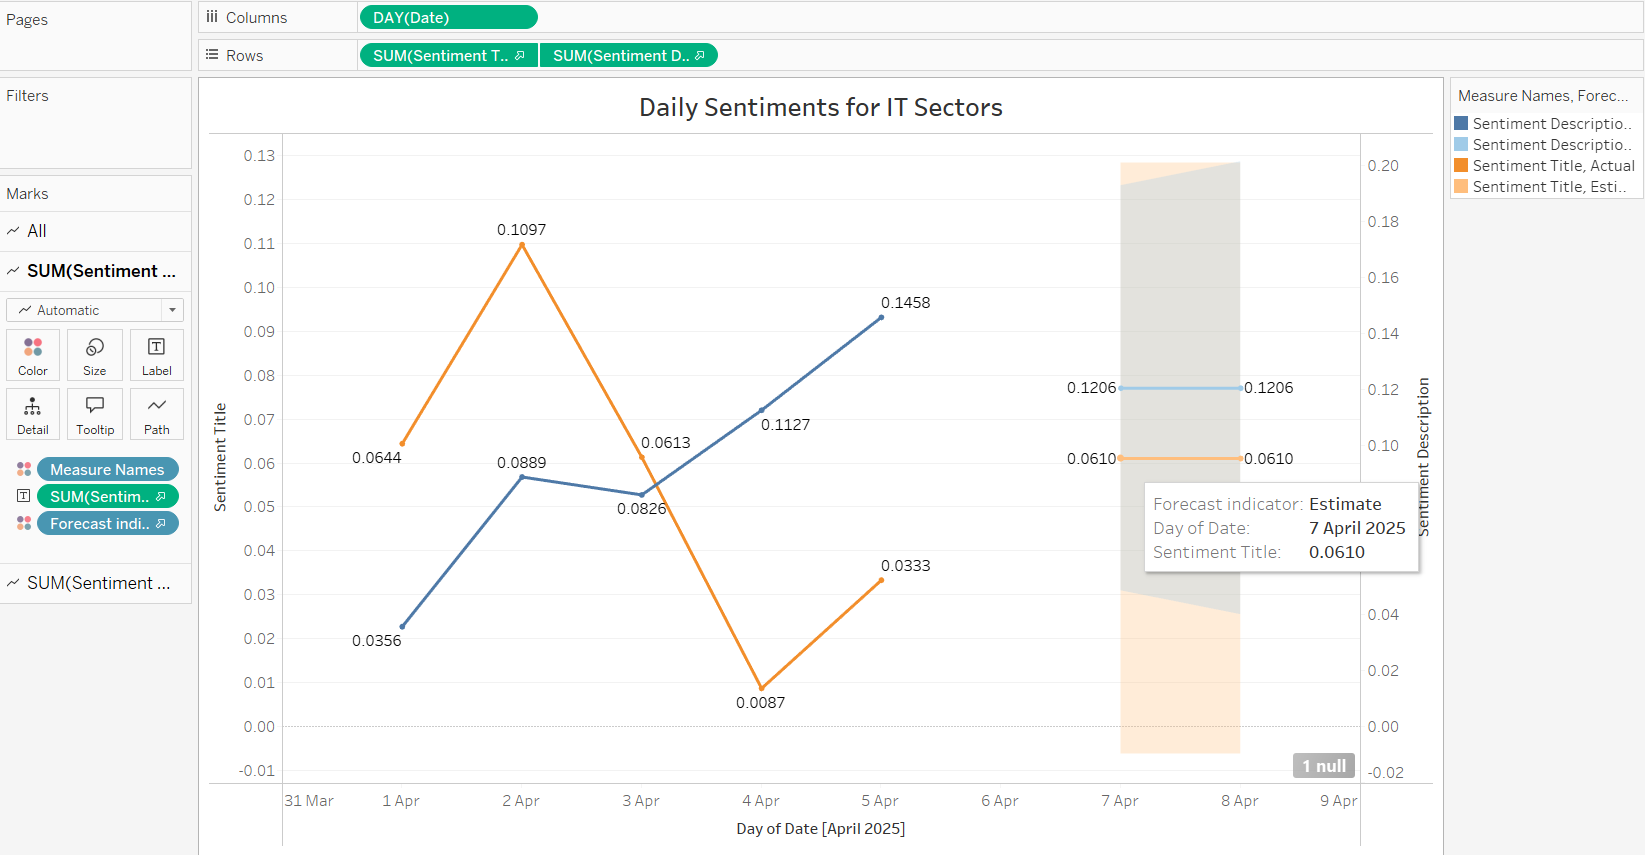 Pages
Columns
DAY(Date)
Rows
SUM(Sentiment T..
SUM(Sentiment D..
Filters
Marks
All
SUM(Sentiment ...
Automatic
Color
Size
Label
Detail
Tooltip
Path
Measure Names
SUM(Sentim..
Forecast indi..
SUM(Sentiment ...
Daily Sentiments for IT Sectors
Sentiment Title
0.13
0.12
0.11
0.10
0.09
0.08
0.07
0.06
0.05
0.04
0.03
0.02
0.01
0.00
-0.01
0.0644
0.1097
0.0613
0.0087
0.0333
0.0356
0.0889
0.0826
0.1127
0.1458
0.1206
0.1206
0.0610
0.0610
Forecast indicator: Estimate
Day of Date: 7 April 2025
Sentiment Title: 0.0610
1 null
0.20
0.18
0.16
0.14
0.12
0.10
0.04
0.02
0.00
-0.02
Sentiment Description
31 Mar
1 Apr
2 Apr
3 Apr
4 Apr
5 Apr
6 Apr
7 Apr
8 Apr
9 Apr
Day of Date [April 2025]
Measure Names, Forec...
Sentiment Descriptio..
Sentiment Descriptio..
Sentiment Title, Actual
Sentiment Title, Esti..